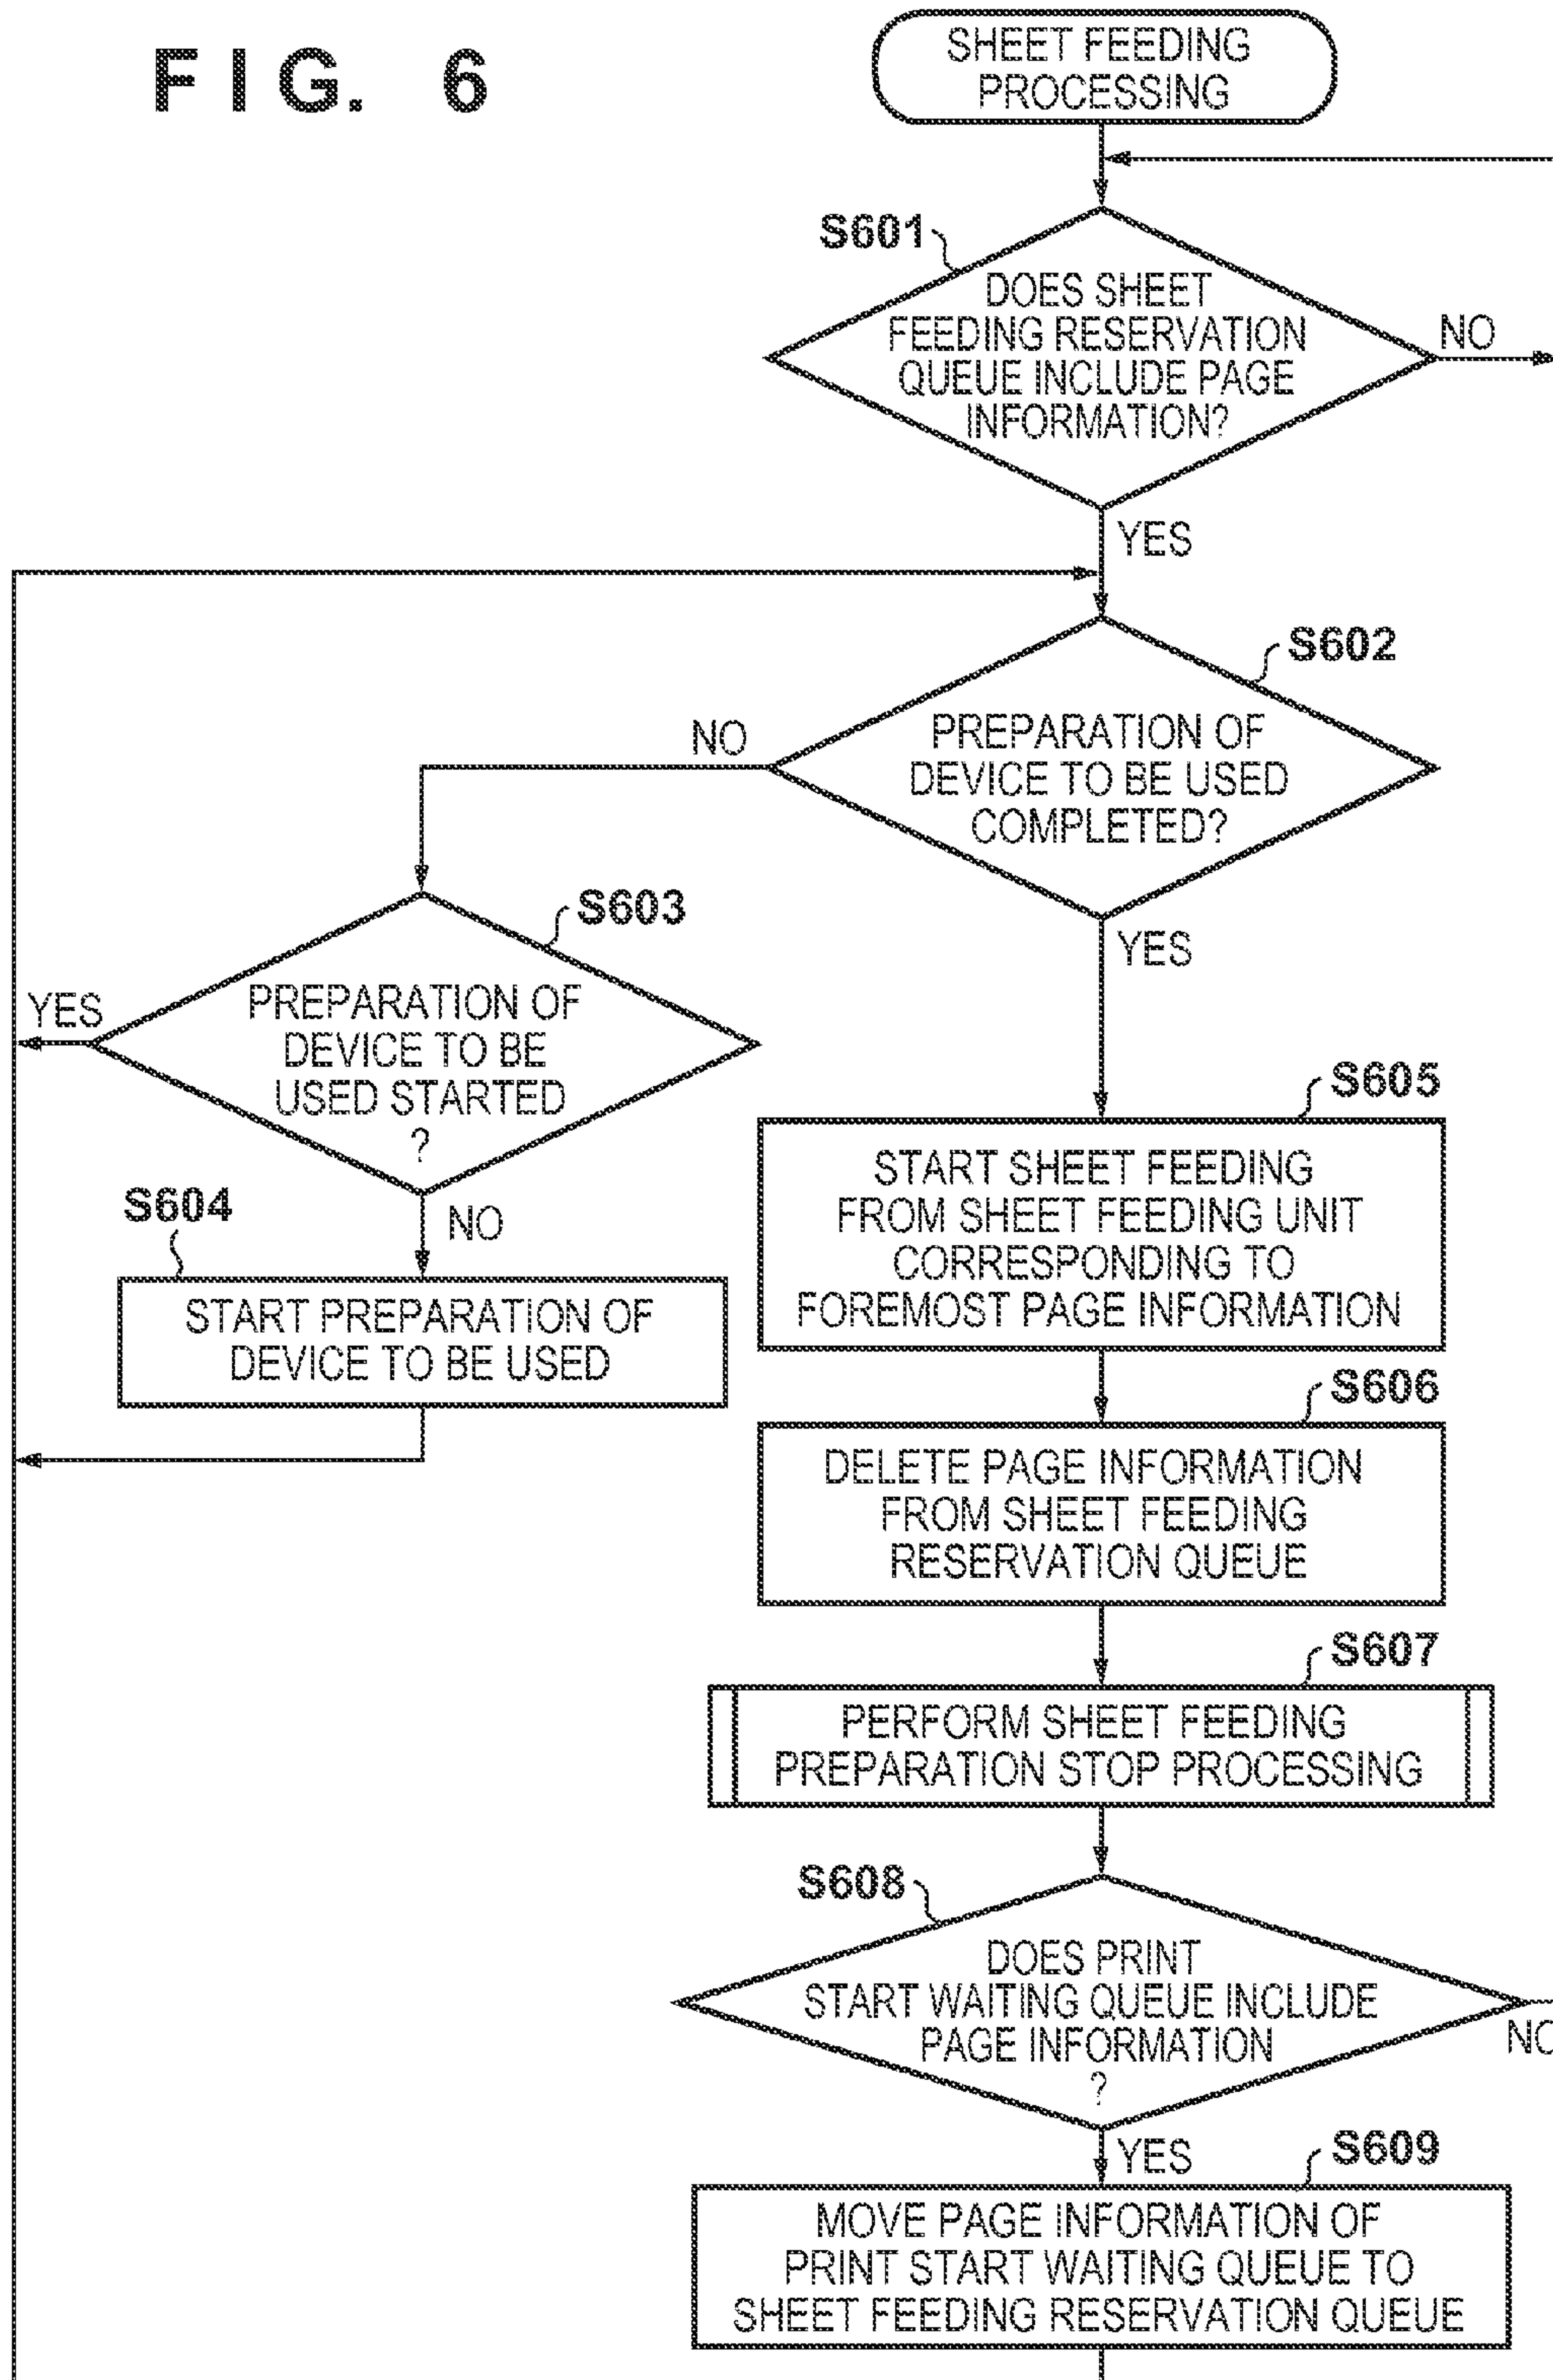 FIG. 6
SHEET FEEDING
PROCESSING
S601
DOES SHEET
FEEDING RESERVATION
QUEUE INCLUDE PAGE
INFORMATION?
NO
YES
S602
PREPARATION OF
DEVICE TO BE USED
COMPLETED?
NO
YES
S603
PREPARATION OF
DEVICE TO BE
USED STARTED
?
YES
NO
S604
START PREPARATION OF
DEVICE TO BE USED
S605
START SHEET FEEDING
FROM SHEET FEEDING UNIT
CORRESPONDING TO
FOREMOST PAGE INFORMATION
S606
DELETE PAGE INFORMATION
FROM SHEET FEEDING
RESERVATION QUEUE
S607
PERFORM SHEET FEEDING
PREPARATION STOP PROCESSING
S608
DOES PRINT
START WAITING QUEUE INCLUDE
PAGE INFORMATION
?
NO
YES
S609
MOVE PAGE INFORMATION OF
PRINT START WAITING QUEUE TO
SHEET FEEDING RESERVATION QUEUE